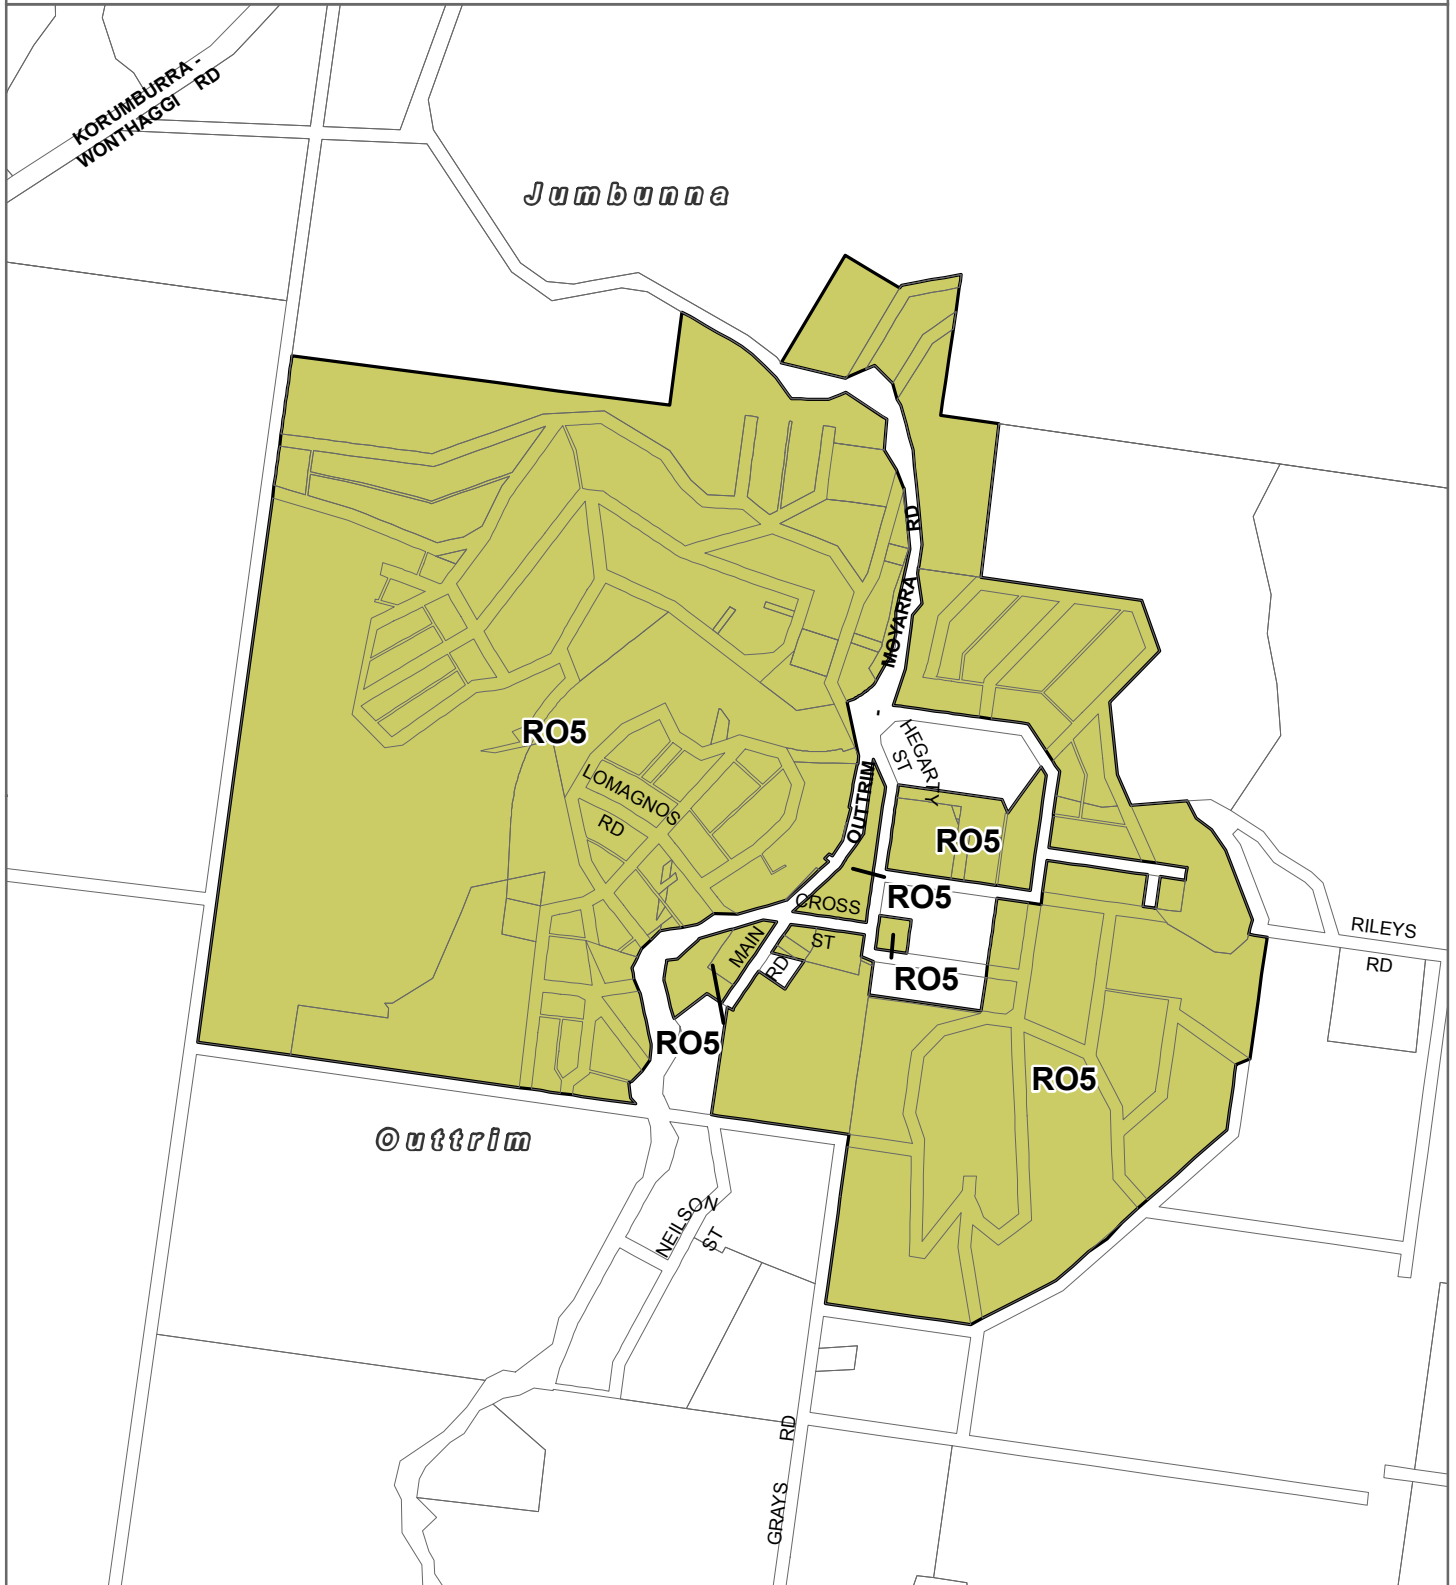 KORUMBURRA -
WONTHAGGI RD
Jumbunna
MOYARRA RD
RO5
HEGARTY
ST
LOMAGNOS
RD
OUTTRIM
RO5
RO5
CROSS
ST
MAIN
RD
RILEYS
RD
RO5
RO5
RO5
Outtrim
NEILSON
ST
GRAYS RD